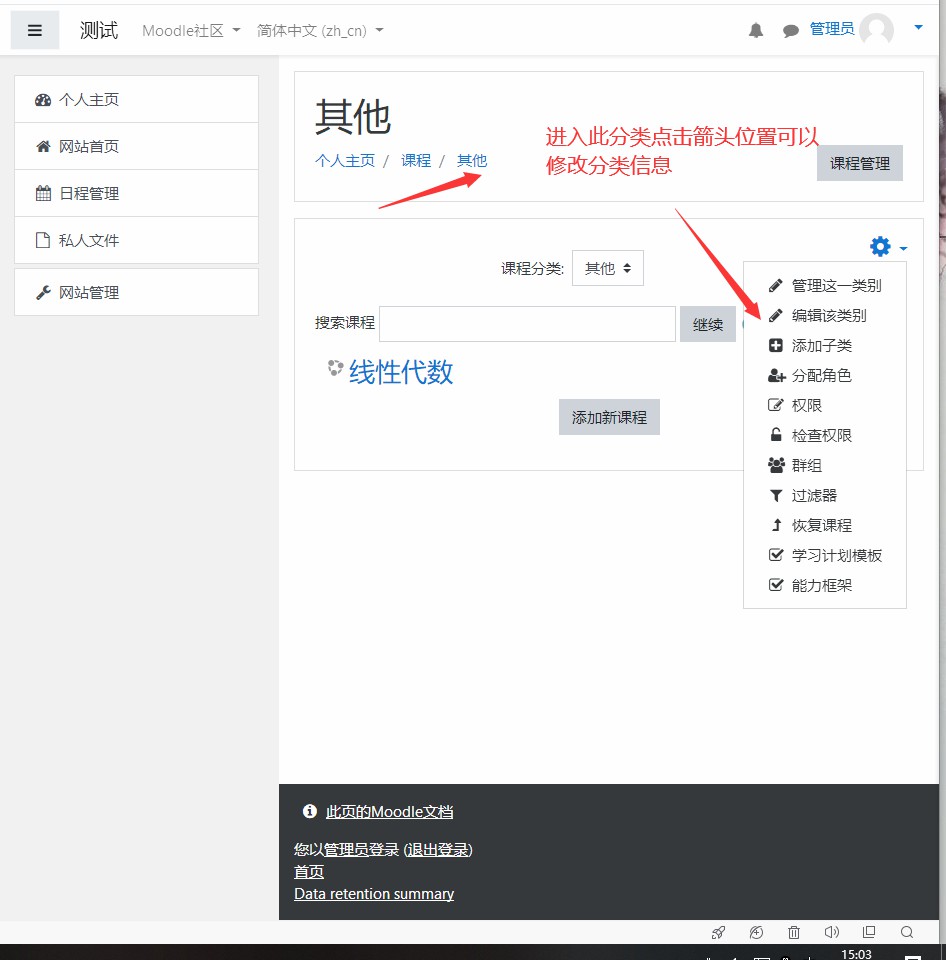 测试 Moodle社区 简体中文 (zh_cn) 管理员
个人主页
网站首页
日程管理
私人文件
网站管理
其他
个人主页 / 课程 / 其他
进入此分类点击箭头位置可以
修改分类信息
课程管理
课程分类: 其他
搜索课程 继续
线性代数
添加新课程
管理这一类别
编辑该类别
添加子类
分配角色
权限
检查权限
群组
过滤器
恢复课程
学习计划模板
能力框架
此页的Moodle文档
您以管理员登录 (退出登录)
首页
Data retention summary
15:03